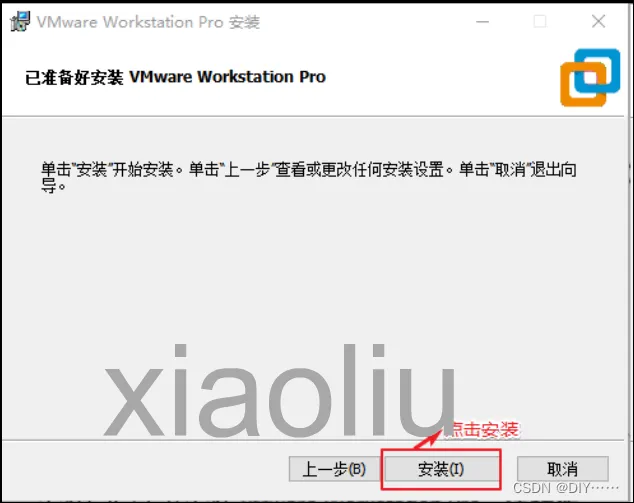 VMware Workstation Pro 安装
已准备好安装 VMware Workstation Pro
单击“安装”开始安装。单击“上一步”查看或更改任何安装设置。单击“取消”退出向
导。
xiaoliu
点击安装
上一步(B)
安装(I)
取消
CSDN @DIY……